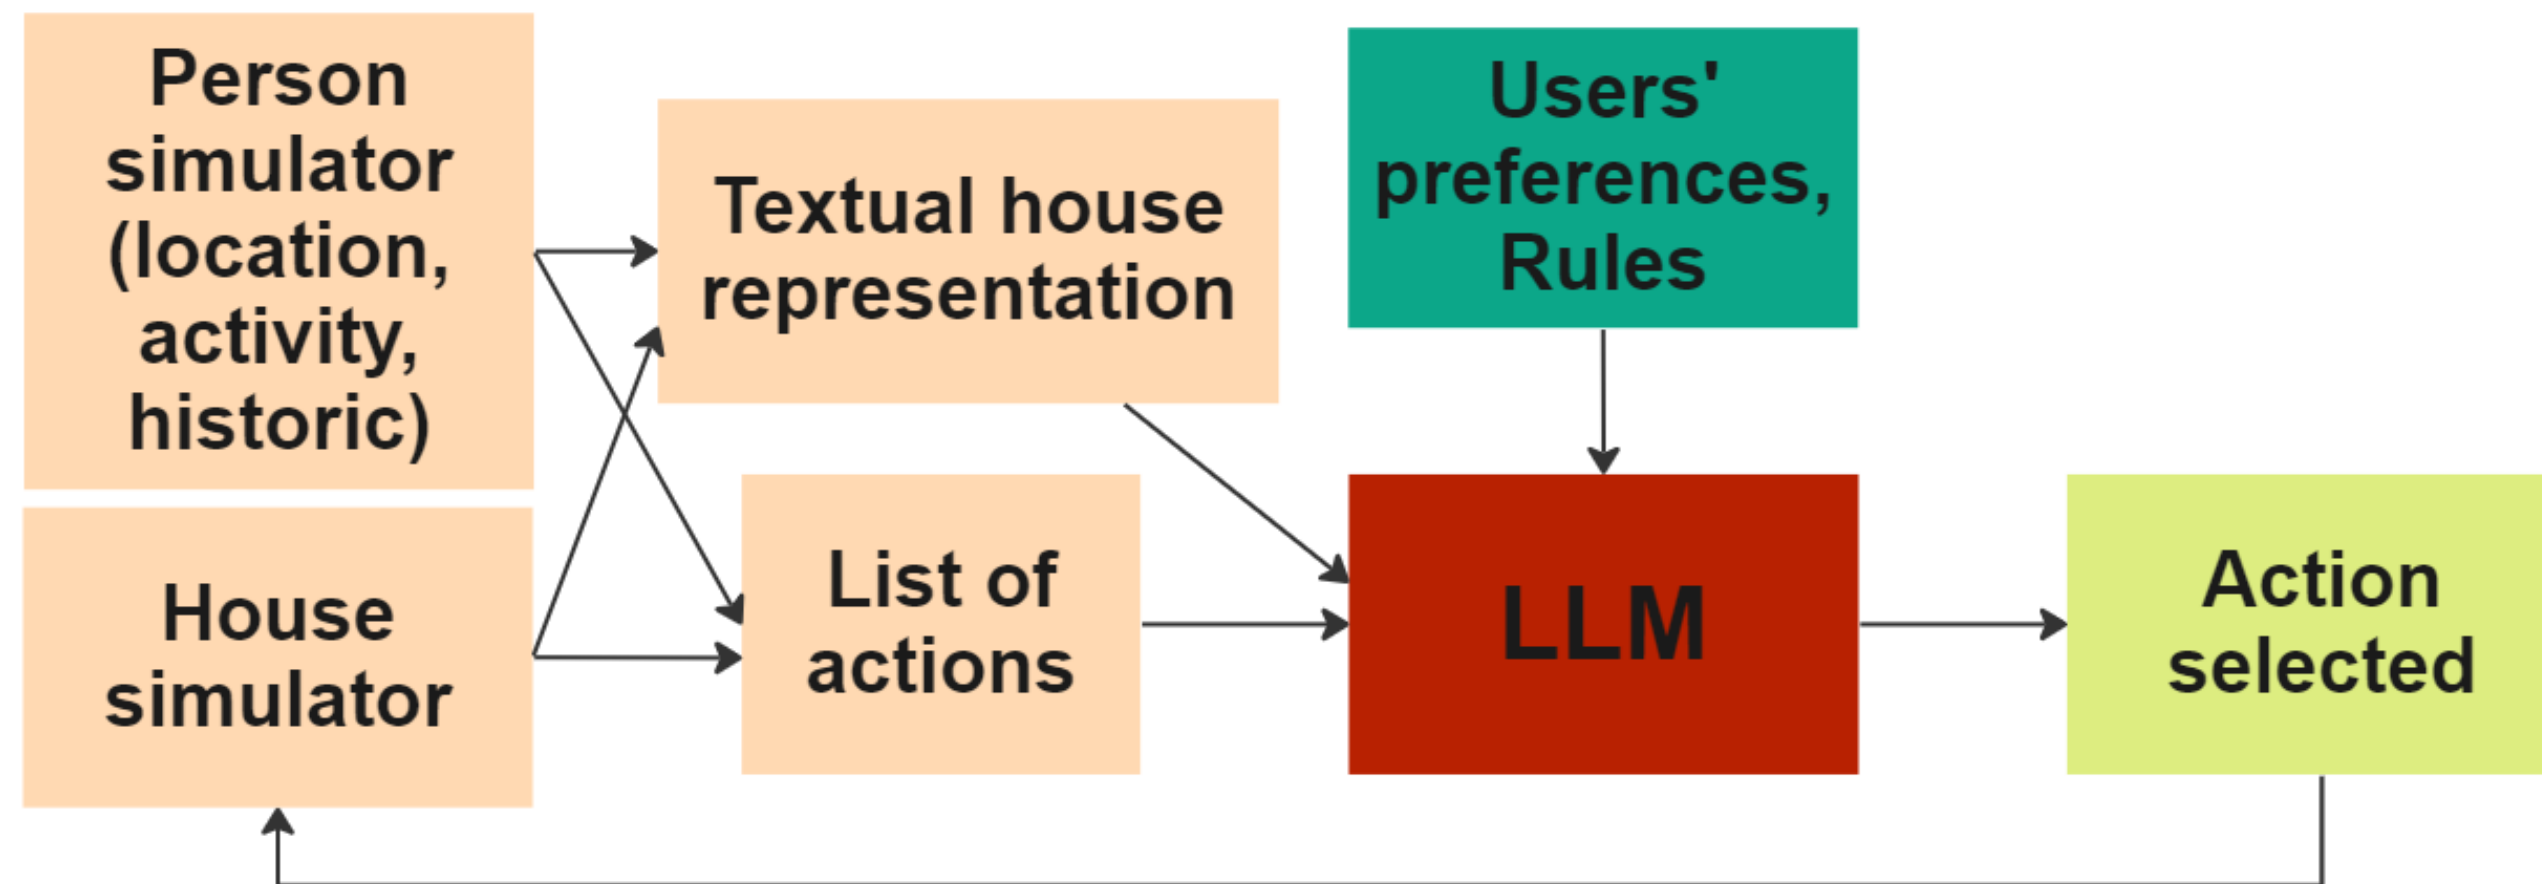 Person
simulator
(location,
activity,
historic)
House
simulator
Textual house
representation
List of
actions
Users'
preferences,
Rules
LLM
Action
selected